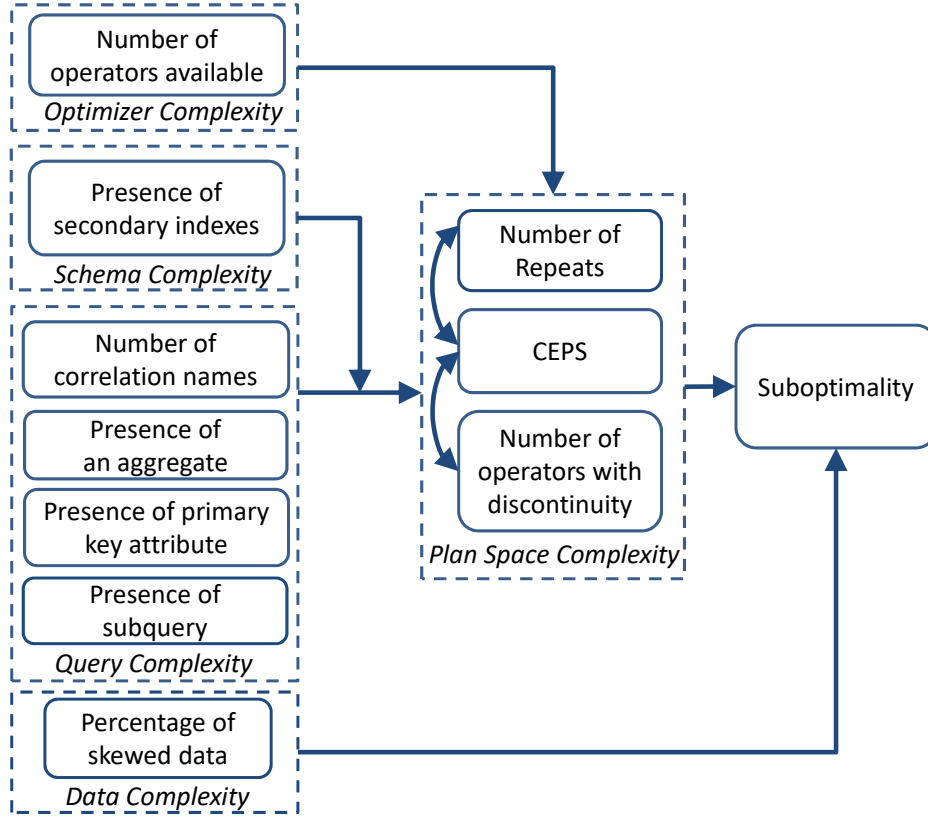 Number of
operators available
Optimizer Complexity
Presence of
secondary indexes
Schema Complexity
Number of
correlation names
Presence of
an aggregate
Presence of primary
key attribute
Presence of
subquery
Query Complexity
Percentage of
skewed data
Data Complexity
Number of
Repeats
CEPS
Number of
operators with
discontinuity
Plan Space Complexity
Suboptimality